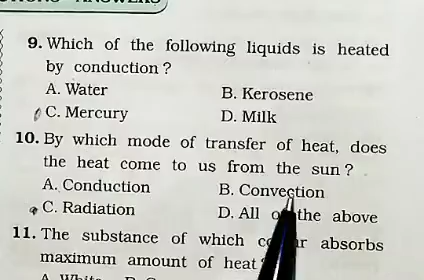 9. Which of the following liquids is heated
by conduction ?
A. Water B. Kerosene
C. Mercury D. Milk
10. By which mode of transfer of heat, does
the heat come to us from the sun ?
A. Conduction B. Convection
C. Radiation D. All the above
11. The substance of which absorbs
maximum amount of heat